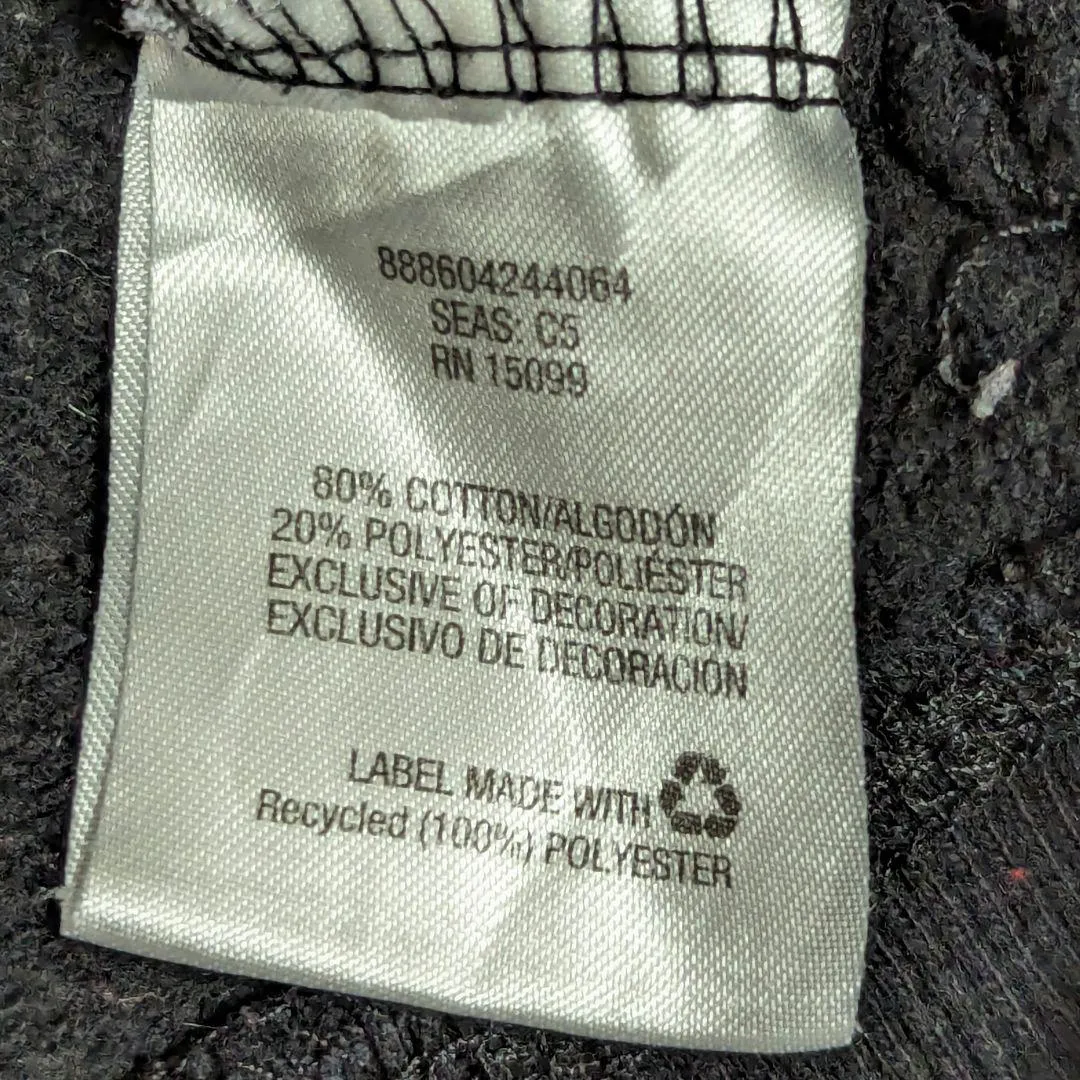 888604244064
SEAS: C5
RN 15099
80% COTTON/ALGODÓN
20% POLYESTER/POLIÉSTER
EXCLUSIVE OF DECORATION/
EXCLUSIVO DE DECORACIÓN
LABEL MADE WITH
Recycled (100%) POLYESTER